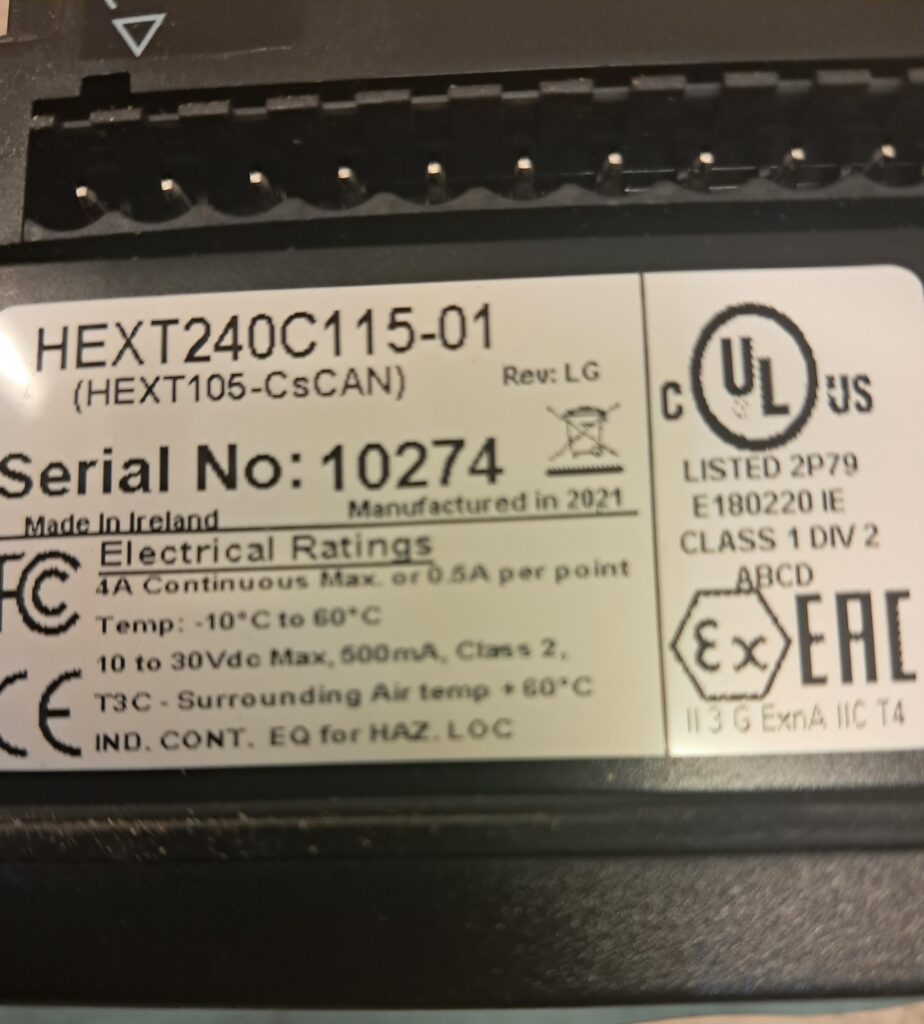 HEXT240C115-01
(HEXT105-CsCAN)
Rev: LG
Serial No: 10274
Manufactured in 2021
Made In Ireland
FC
Electrical Ratings
4A Continuous Max. or 0.5A per point
Temp: -10°C to 60°C
10 to 30Vdc Max, 500mA, Class 2,
T3C - Surrounding Air temp + 60°C
CE
IND. CONT. EQ for HAZ. LOC
C UL US
LISTED 2P79
E180220 IE
CLASS 1 DIV 2
ABCD
Ex EAC
II 3 G ExnA IIC T4